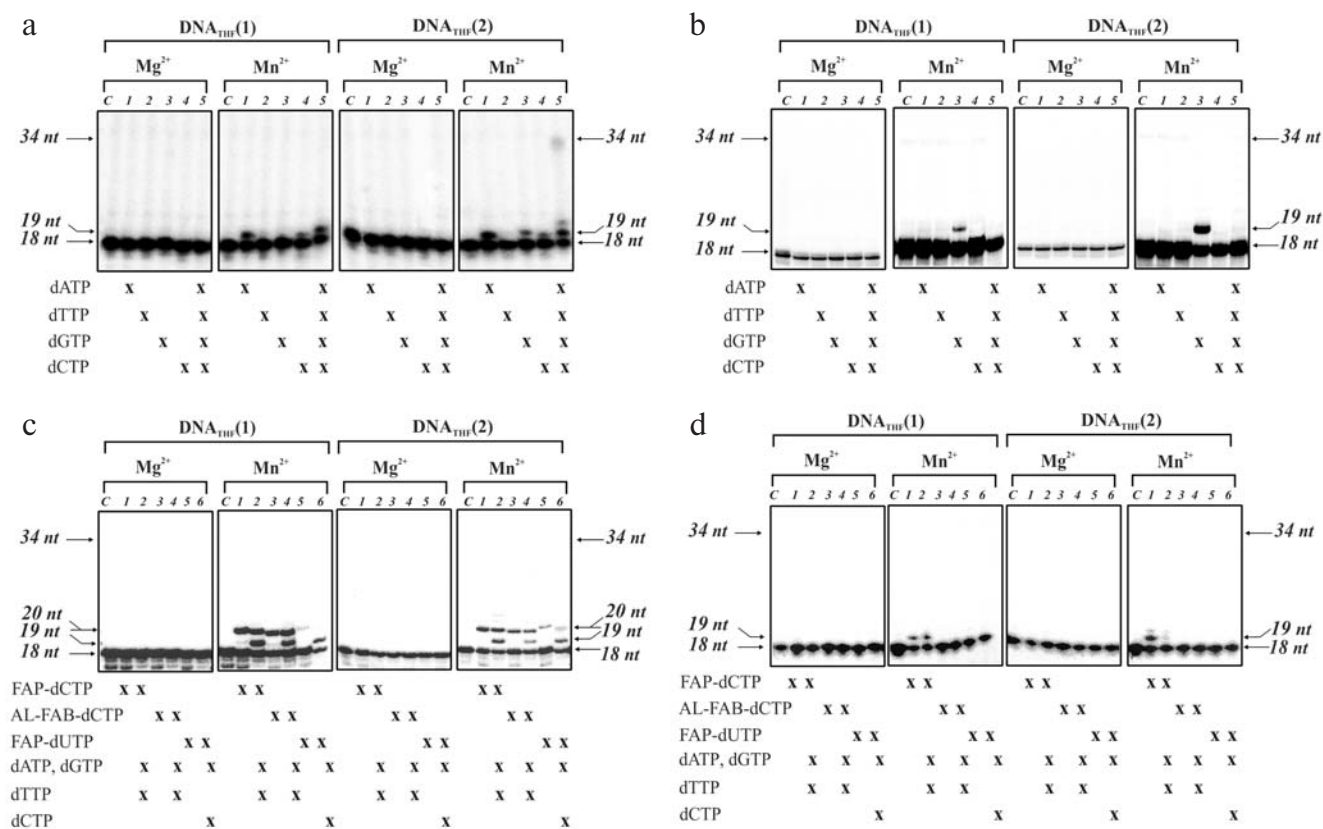 a
DNATHF(1) DNATHF(2)
Mg2+ Mn2+ Mg2+ Mn2+
C 1 2 3 4 5 C 1 2 3 4 5 C 1 2 3 4 5 C 1 2 3 4 5
34 nt 34 nt
19 nt 19 nt
18 nt 18 nt
dATP x x x x x x x x
dTTP x x x x x x x x
dGTP x x x x x x x x
dCTP x x x x x x x x
b
DNATHF(1) DNATHF(2)
Mg2+ Mn2+ Mg2+ Mn2+
C 1 2 3 4 5 C 1 2 3 4 5 C 1 2 3 4 5 C 1 2 3 4 5
34 nt 34 nt
19 nt 19 nt
18 nt 18 nt
dATP x x x x x x x x
dTTP x x x x x x x x
dGTP x x x x x x x x
dCTP x x x x x x x x
c
DNATHF(1) DNATHF(2)
Mg2+ Mn2+ Mg2+ Mn2+
C 1 2 3 4 5 6 C 1 2 3 4 5 6 C 1 2 3 4 5 6 C 1 2 3 4 5 6
34 nt 34 nt
20 nt 20 nt
19 nt 19 nt
18 nt 18 nt
FAP-dCTP x x x x x x x x
AL-FAB-dCTP x x x x x x x x
FAP-dUTP x x x x x x x x
dATP, dGTP x x x x x x x x x x x x
dTTP x x x x x x x x
dCTP x x x x
d
DNATHF(1) DNATHF(2)
Mg2+ Mn2+ Mg2+ Mn2+
C 1 2 3 4 5 6 C 1 2 3 4 5 6 C 1 2 3 4 5 6 C 1 2 3 4 5 6
34 nt 34 nt
19 nt 19 nt
18 nt 18 nt
FAP-dCTP x x x x x x x x
AL-FAB-dCTP x x x x x x x x
FAP-dUTP x x x x x x x x
dATP, dGTP x x x x x x x x x x x x
dTTP x x x x x x x x
dCTP x x x x